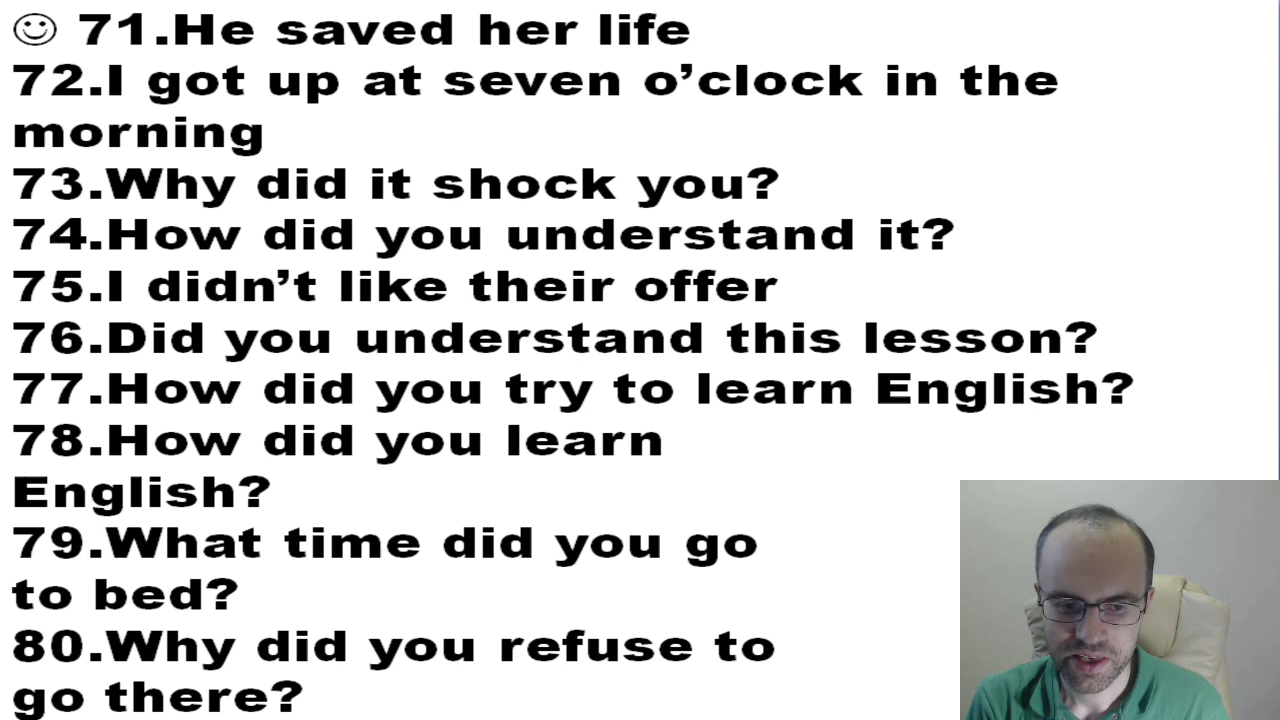 ☺ 71.He saved her life
72.I got up at seven o’clock in the
morning
73.Why did it shock you?
74.How did you understand it?
75.I didn’t like their offer
76.Did you understand this lesson?
77.How did you try to learn English?
78.How did you learn
English?
79.What time did you go
to bed?
80.Why did you refuse to
go there?